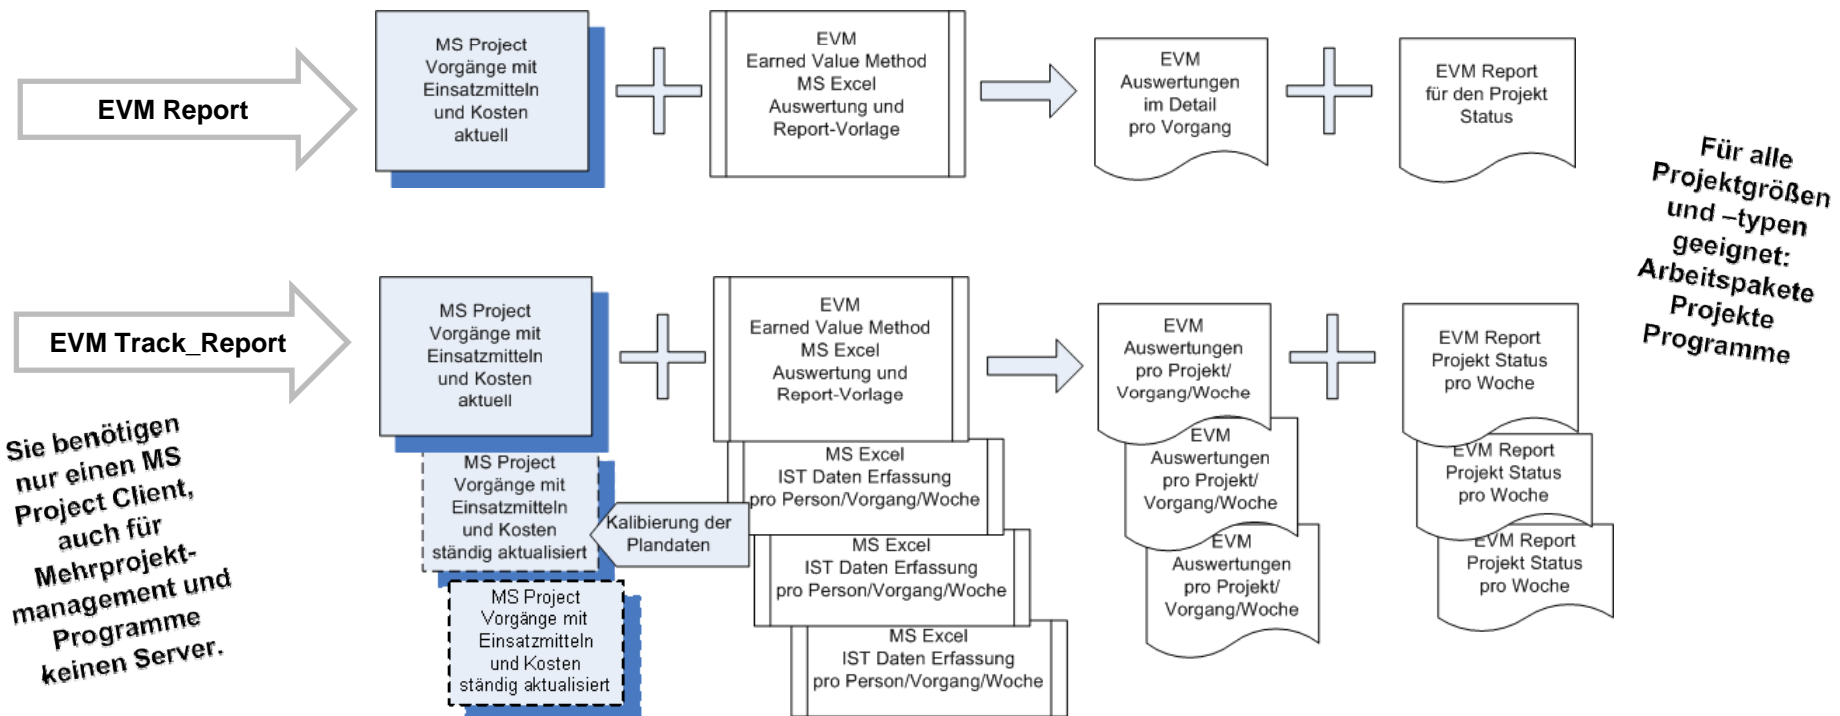 EVM Report
MS Project
Vorgänge mit
Einsatzmitteln
und Kosten
aktuell
EVM
Earned Value Method
MS Excel
Auswertung und
Report-Vorlage
EVM
Auswertungen
im Detail
pro Vorgang
EVM Report
für den Projekt
Status
Für alle
Projektgrößen
und –typen
geeignet:
Arbeitspakete
Projekte
Programme
EVM Track_Report
MS Project
Vorgänge mit
Einsatzmitteln
und Kosten
aktuell
EVM
Earned Value Method
MS Excel
Auswertung und
Report-Vorlage
EVM
Auswertungen
pro Projekt/
Vorgang/Woche
EVM Report
Projekt Status
pro Woche
Sie benötigen
nur einen MS
Project Client,
auch für
Mehrprojekt-
management und
Programme
keinen Server.
MS Project
Vorgänge mit
Einsatzmitteln
und Kosten
ständig aktualisiert
Kalibierung der
Plandaten
MS Excel
IST Daten Erfassung
pro Person/Vorgang/Woche
EVM
Auswertungen
pro Projekt/
Vorgang/Woche
EVM Report
Projekt Status
pro Woche
MS Project
Vorgänge mit
Einsatzmitteln
und Kosten
ständig aktualisiert
MS Excel
IST Daten Erfassung
pro Person/Vorgang/Woche
EVM
Auswertungen
pro Projekt/
Vorgang/Woche
EVM Report
Projekt Status
pro Woche
MS Excel
IST Daten Erfassung
pro Person/Vorgang/Woche